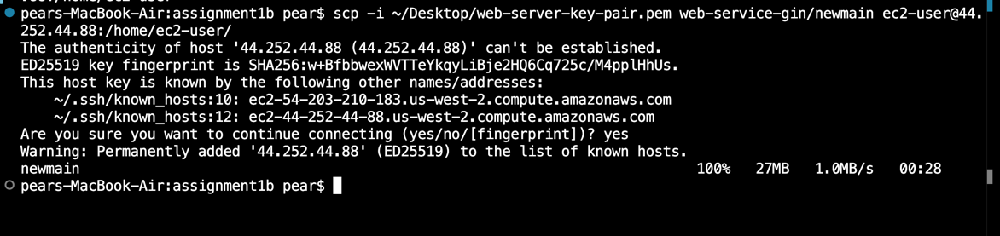 pears-MacBook-Air:assignment1b pear$ scp -i ~/Desktop/web-server-key-pair.pem web-service-gin/newmain ec2-user@44.
252.44.88:/home/ec2-user/
The authenticity of host '44.252.44.88 (44.252.44.88)' can't be established.
ED25519 key fingerprint is SHA256:w+BfbbwexWVTTeYkqyLiBje2HQ6Cq725c/M4pplHhUs.
This host key is known by the following other names/addresses:
    ~/.ssh/known_hosts:10: ec2-54-203-210-183.us-west-2.compute.amazonaws.com
    ~/.ssh/known_hosts:12: ec2-44-252-44-88.us-west-2.compute.amazonaws.com
Are you sure you want to continue connecting (yes/no/[fingerprint])? yes
Warning: Permanently added '44.252.44.88' (ED25519) to the list of known hosts.
newmain 100% 27MB 1.0MB/s 00:28
pears-MacBook-Air:assignment1b pear$